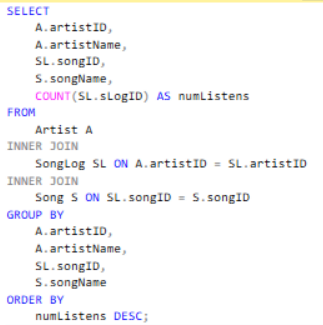 SELECT
A.artistID,
A.artistName,
SL.songID,
S.songName,
COUNT(SL.sLogID) AS numListens
FROM
Artist A
INNER JOIN
SongLog SL ON A.artistID = SL.artistID
INNER JOIN
Song S ON SL.songID = S.songID
GROUP BY
A.artistID,
A.artistName,
SL.songID,
S.songName
ORDER BY
numListens DESC;